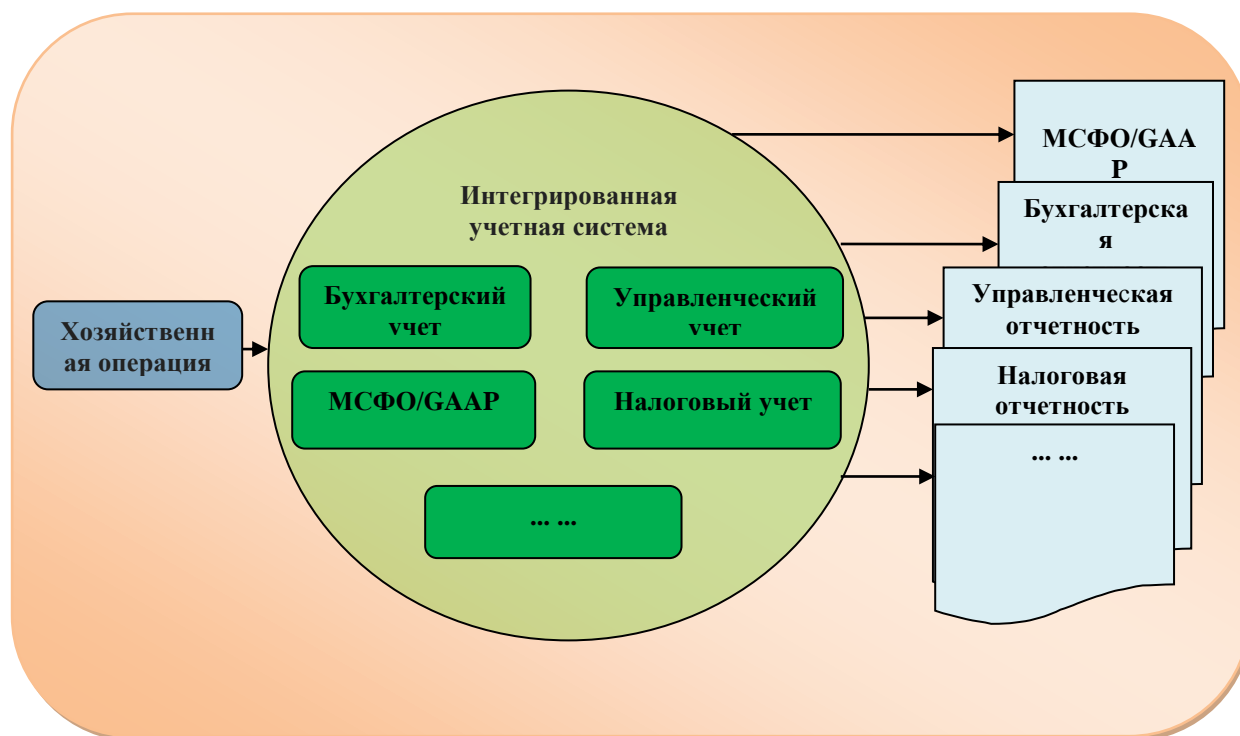 Интегрированная
учетная система
Бухгалтерский
учет
Управленческий
учет
МСФО/GAAP
Налоговый учет
... ...
Хозяйственн
ая операция
МСФО/GAA
P
Бухгалтерска
я
Управленческая
отчетность
Налоговая
отчетность
... ...